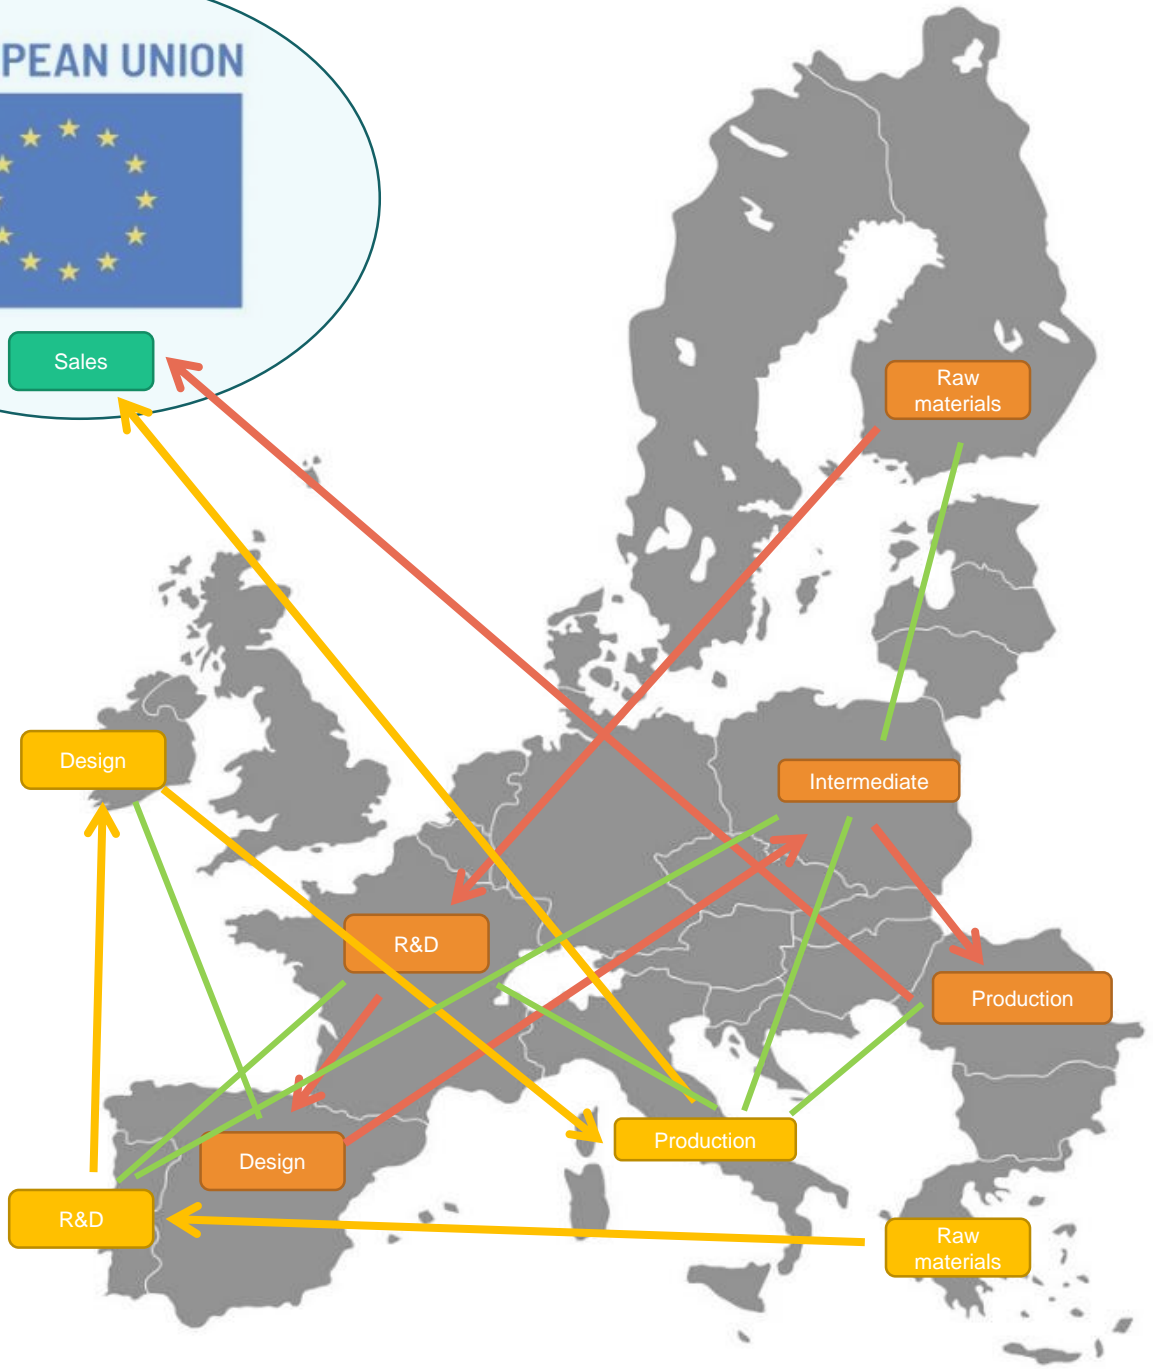 PEAN UNION
Sales
Raw
materials
Design
Intermediate
R&D
Production
Production
Design
R&D
Raw
materials